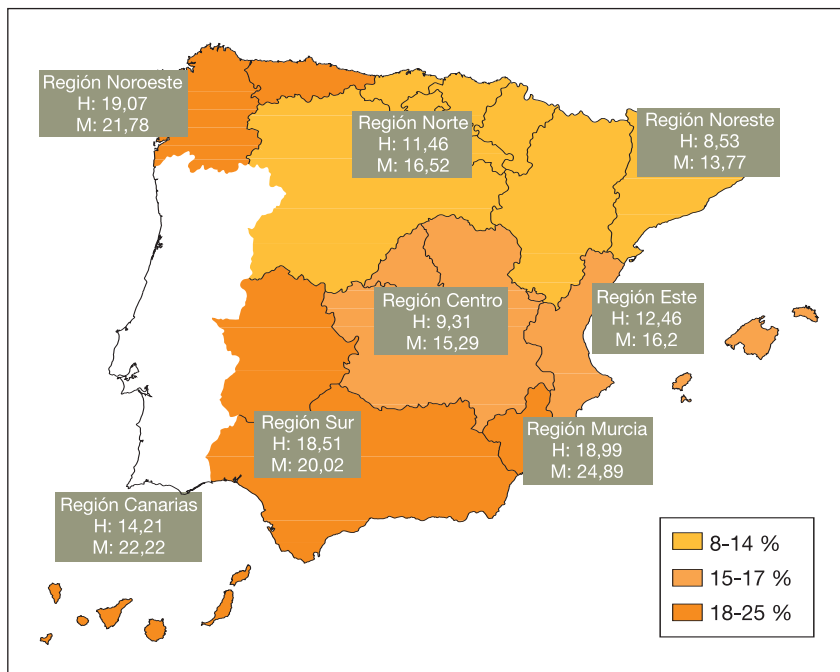 Región Noroeste
H: 19,07
M: 21,78
Región Norte
H: 11,46
M: 16,52
Región Noreste
H: 8,53
M: 13,77
Región Centro
H: 9,31
M: 15,29
Región Este
H: 12,46
M: 16,2
Región Sur
H: 18,51
M: 20,02
Región Murcia
H: 18,99
M: 24,89
Región Canarias
H: 14,21
M: 22,22
8-14 %
15-17 %
18-25 %